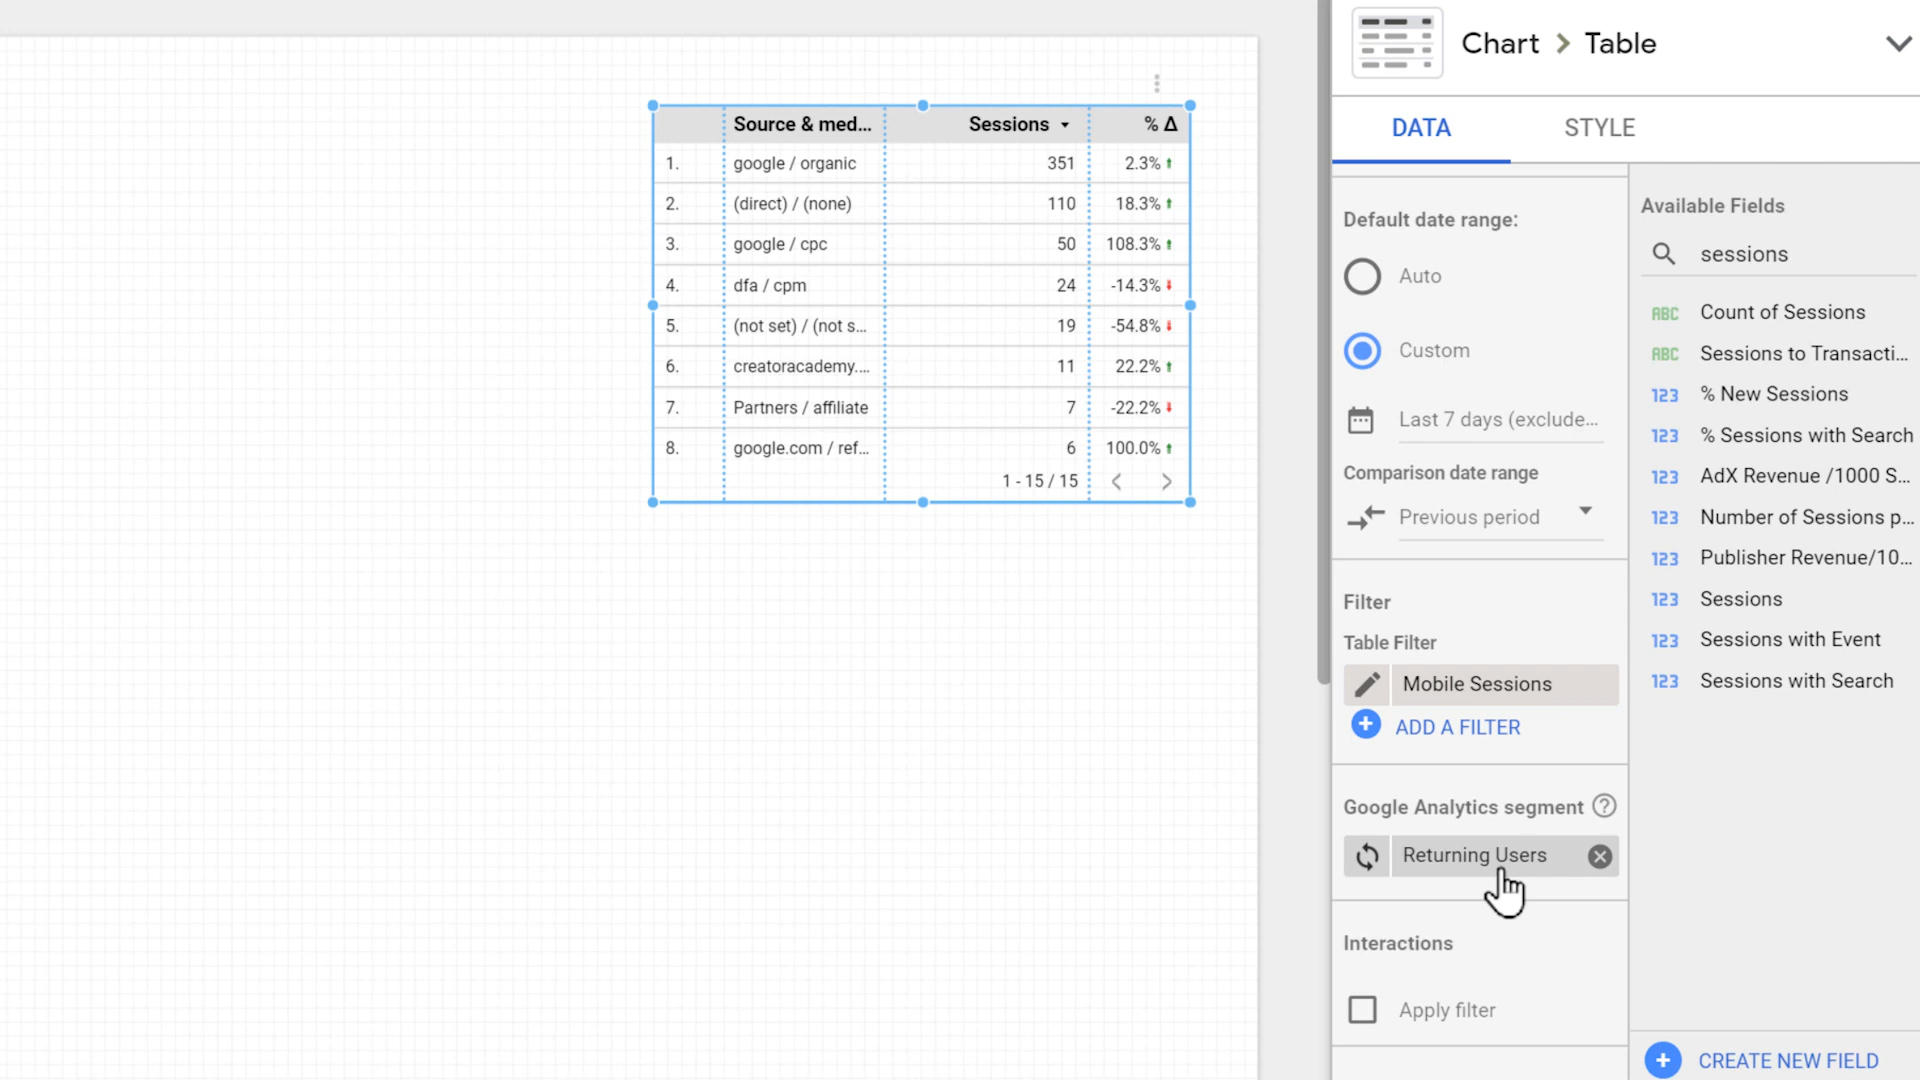 Chart > Table
DATA STYLE
Source & med... Sessions % Δ
1. google / organic 351 2.3%
2. (direct) / (none) 110 18.3%
3. google / cpc 50 108.3%
4. dfa / cpm 24 -14.3%
5. (not set) / (not s... 19 -54.8%
6. creatoracademy.... 11 22.2%
7. Partners / affiliate 7 -22.2%
8. google.com / ref... 6 100.0%
1 - 15 / 15
Default date range:
Auto
Custom
Last 7 days (exclude...
Comparison date range
Previous period
Filter
Table Filter
Mobile Sessions
ADD A FILTER
Google Analytics segment ?
Returning Users
Interactions
Apply filter
Available Fields
sessions
ABC Count of Sessions
ABC Sessions to Transacti...
123 % New Sessions
123 % Sessions with Search
123 AdX Revenue /1000 S...
123 Number of Sessions p...
123 Publisher Revenue/10...
123 Sessions
123 Sessions with Event
123 Sessions with Search
CREATE NEW FIELD